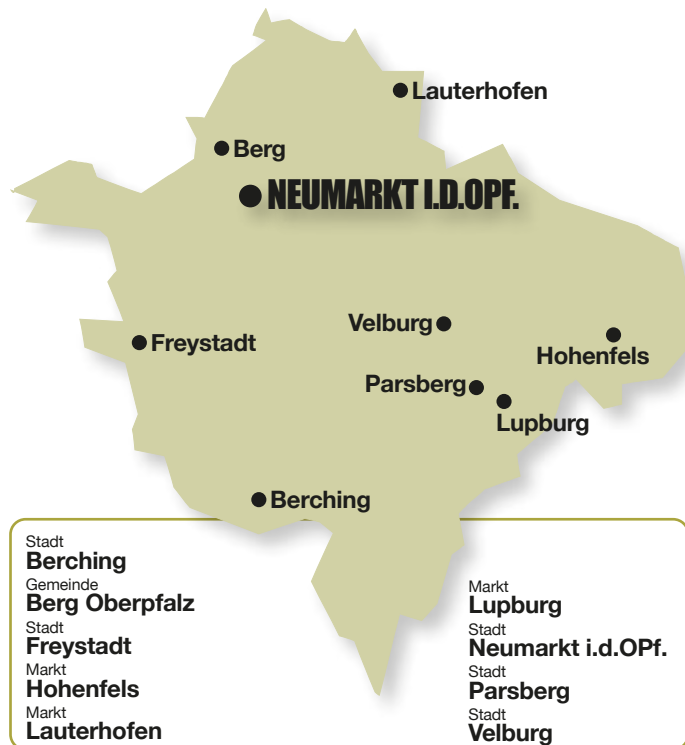 Lauterhofen
Berg
NEUMARKT I.D.OPF.
Velburg
Freystadt
Hohenfels
Parsberg
Lupburg
Berching
Stadt
Berching
Gemeinde
Berg Oberpfalz
Stadt
Freystadt
Markt
Hohenfels
Markt
Lauterhofen
Markt
Lupburg
Stadt
Neumarkt i.d.OPf.
Stadt
Parsberg
Stadt
Velburg